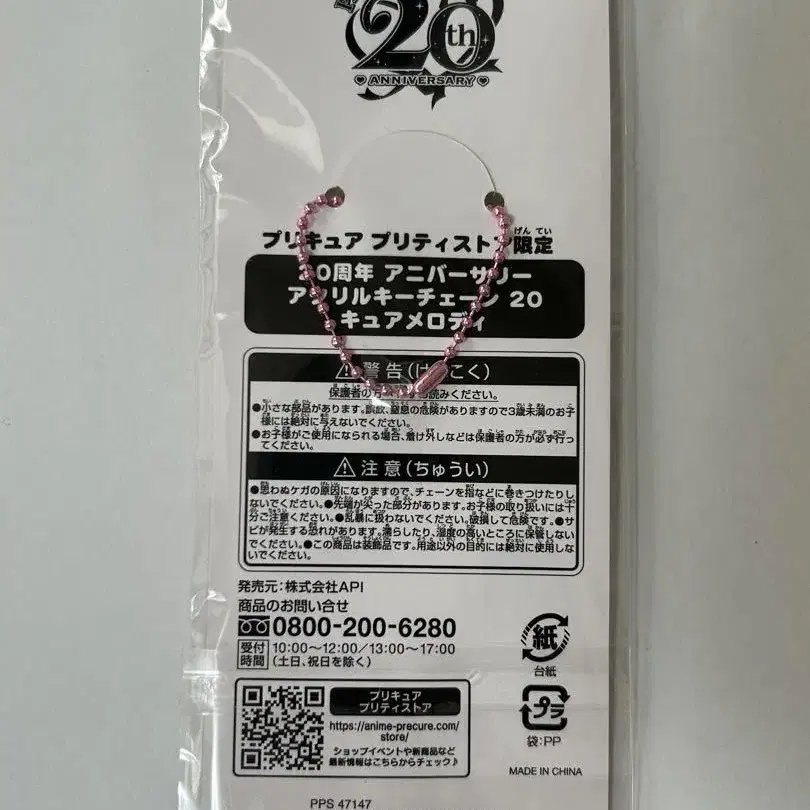 20th
ANNIVERSARY
プリキュア プリティストア限定
20周年 アニバーサリー
アクリルキーチェーン 20
キュアメロディ
警告(けいこく)
保護者の方は必ずお読みください。
●小さな部品があります。誤飲、窒息の危険がありますので3歳未満のお子
様には絶対に与えないでください。
●お子様がご使用になられる場合、着け外しなどは保護者の方が必ず行っ
てください。
注意(ちゅうい)
●思わぬケガの原因になりますので、チェーンを指などに巻きつけたりし
ないでください。●先端が尖った部分があります。お子様の取り扱いには十
分ご注意ください。●乱暴に扱わないでください。破損して危険です。●サ
ビが発生する恐れがあります。濡らしたり、湿度の高いところに保管しない
でください。●この商品は装飾品です。用途以外の目的には絶対に使用しな
いでください。
発売元:株式会社API
商品のお問い合せ
0800-200-6280
受付時間 10:00〜12:00/13:00〜17:00
(土日、祝日を除く)
紙
台紙
プラ
袋:PP
プリキュア
プリティストア
https://anime-precure.com/
store/
ショップイベントや新商品など
最新情報はこちらからチェック♪
MADE IN CHINA
PPS 47147